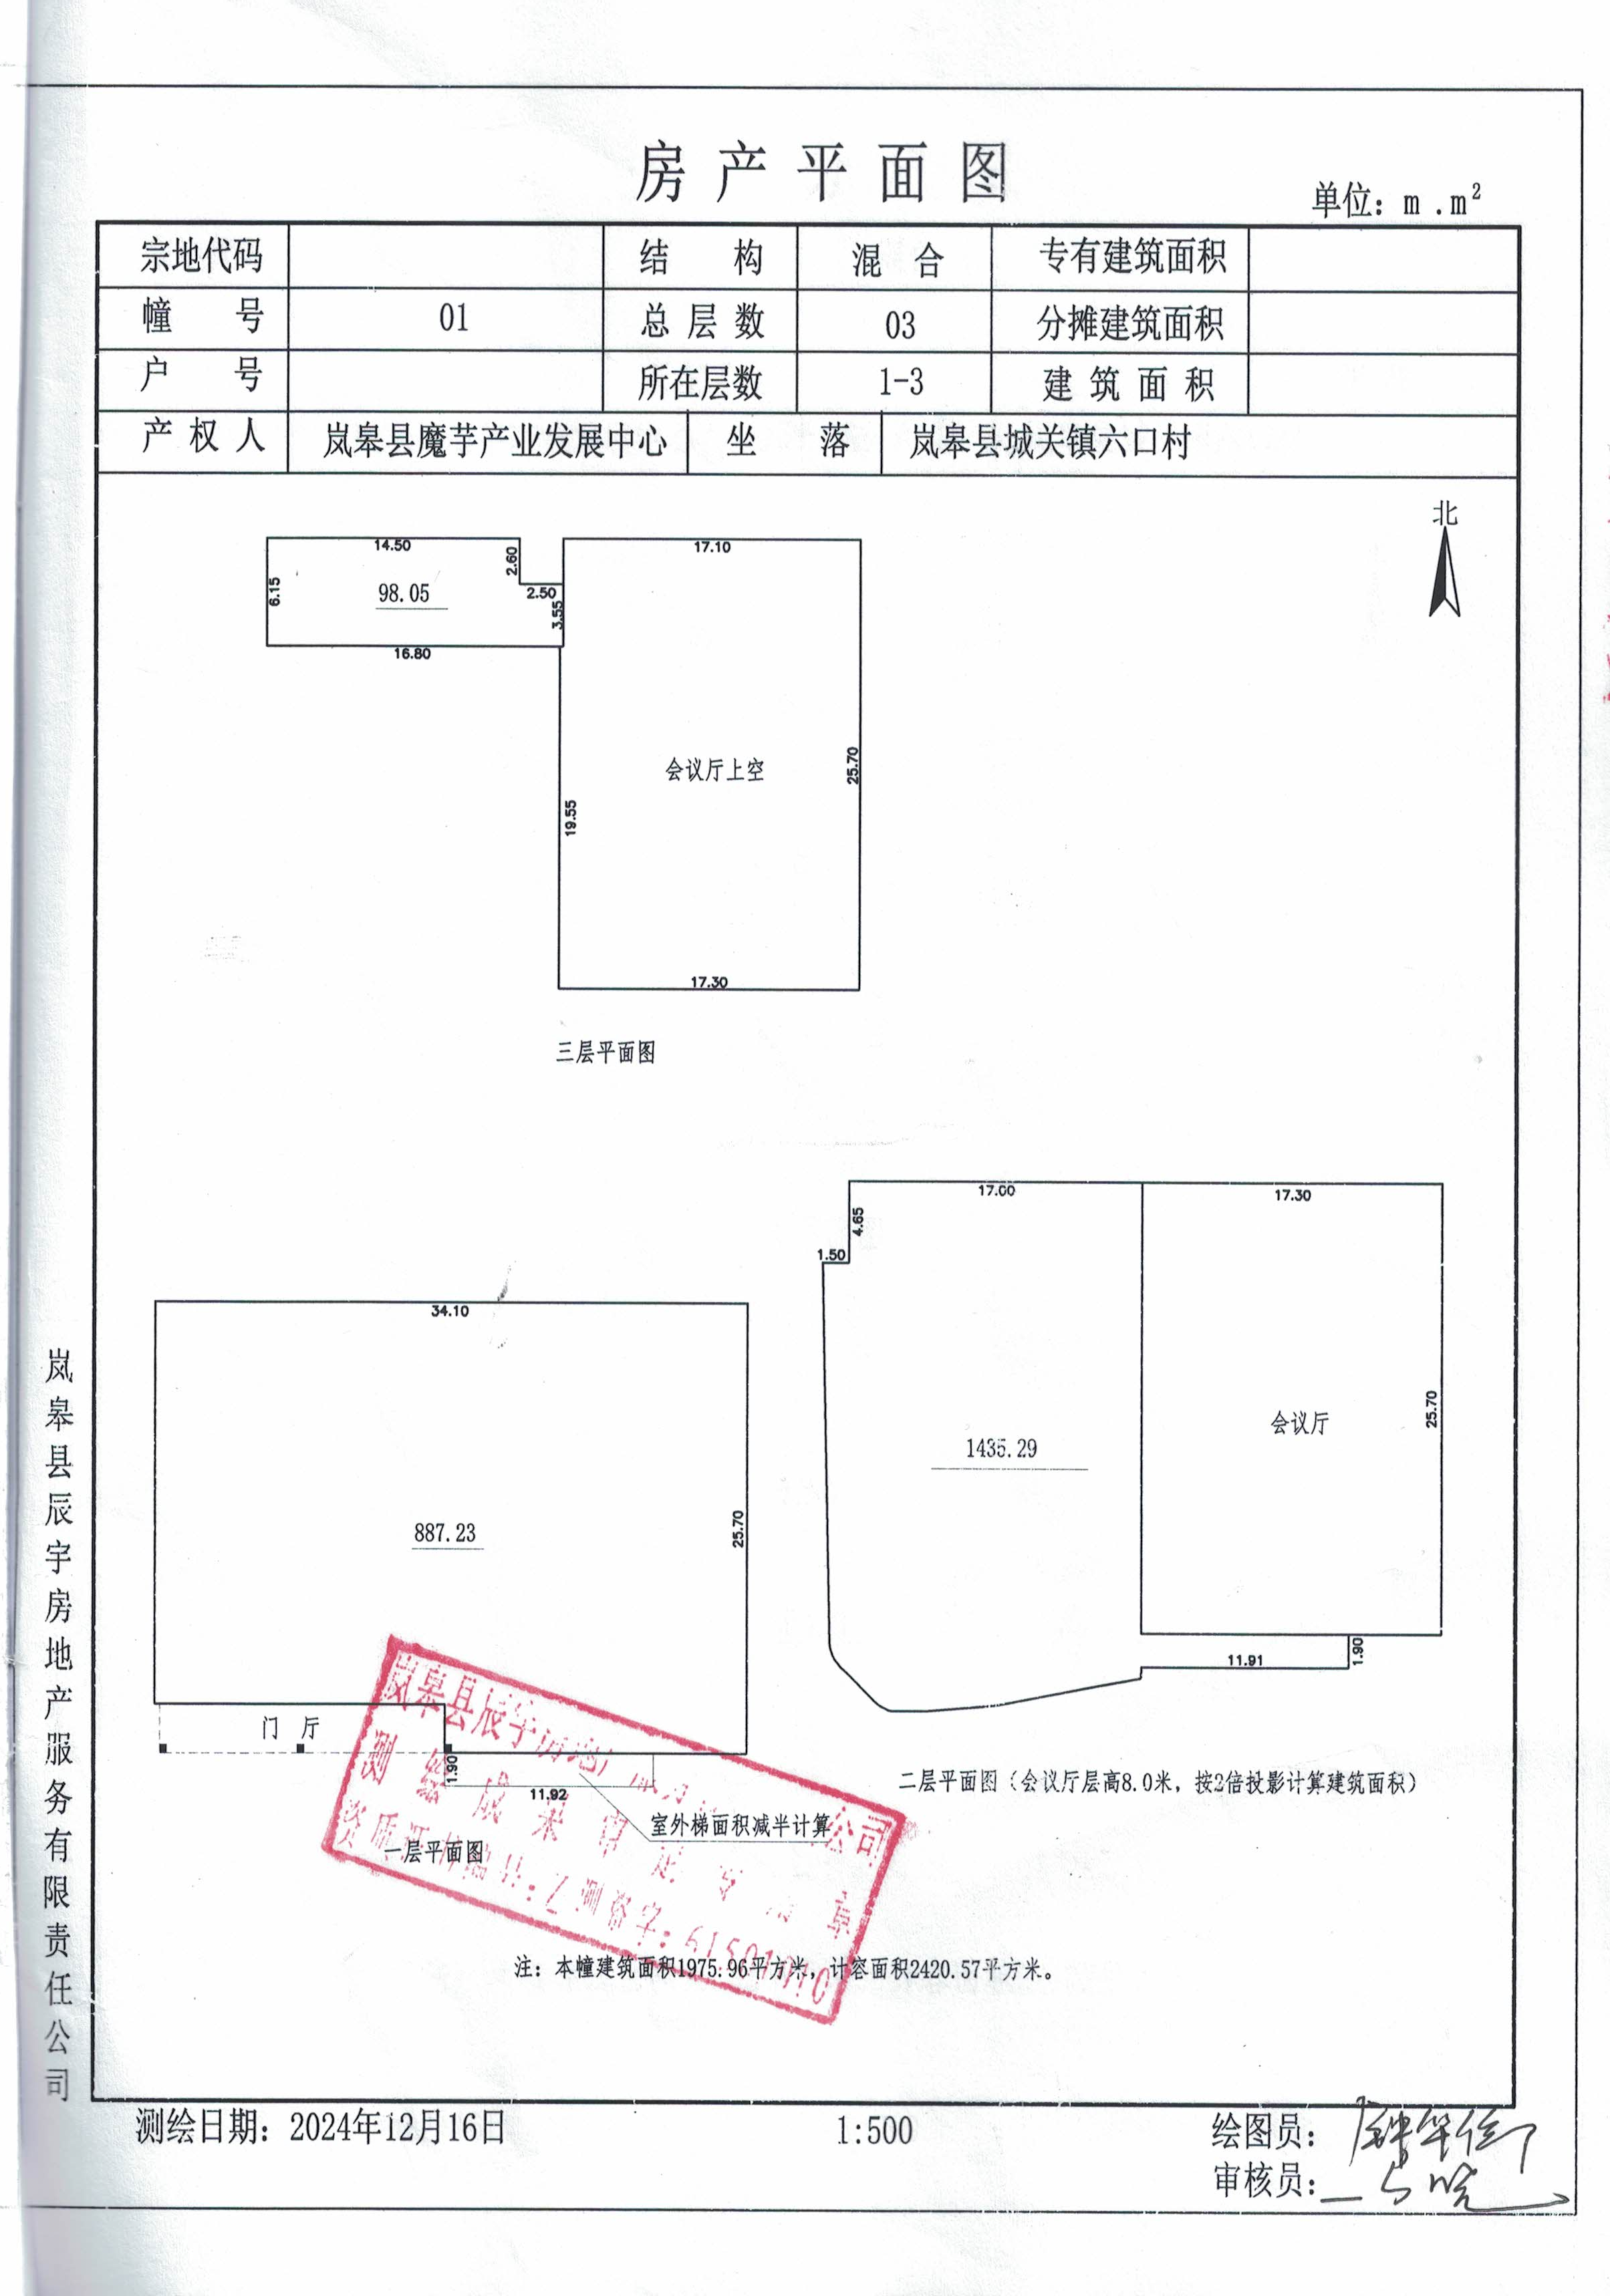 房产平面图
单位：m .m²
宗地代码 结构 混合 专有建筑面积
幢号 01 总层数 03 分摊建筑面积
户号 所在层数 1-3 建筑面积
产权人 岚皋县魔芋产业发展中心 坐落 岚皋县城关镇六口村
北
14.50
2.60
17.10
6.15
98.05
2.50
3.55
16.80
会议厅上空
25.70
19.55
17.30
三层平面图
17.00
17.30
4.65
1.50
34.10
25.70
会议厅
1435.29
887.23
25.70
11.91
1.90
门厅
1.90
11.92
二层平面图（会议厅层高8.0米，按2倍投影计算建筑面积）
室外梯面积减半计算
一层平面图
注：本幢建筑面积1975.96平方米，计容面积2420.57平方米。
岚皋县辰宇房地产服务有限责任公司
测绘日期：2024年12月16日
1:500
绘图员：
审核员：